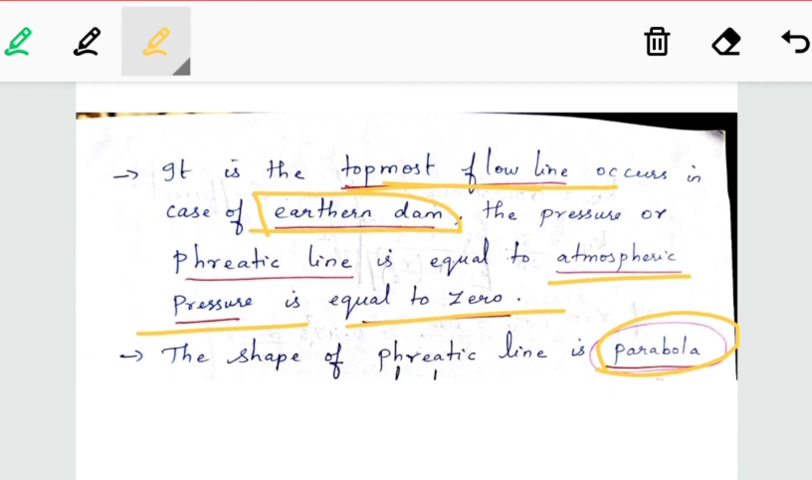 → It is the topmost flow line occurs in
case of earthern dam, the pressure or
Phreatic line is equal to atmospheric
Pressure is equal to zero.
→ The shape of phreatic line is parabola